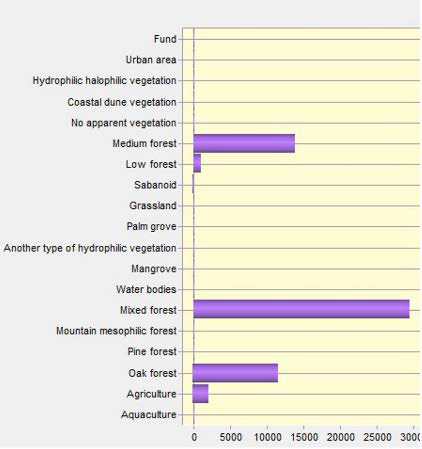 Fund
Urban area
Hydrophilic halophilic vegetation
Coastal dune vegetation
No apparent vegetation
Medium forest
Low forest
Sabanoid
Grassland
Palm grove
Another type of hydrophilic vegetation
Mangrove
Water bodies
Mixed forest
Mountain mesophilic forest
Pine forest
Oak forest
Agriculture
Aquaculture
0 5000 10000 15000 20000 25000 3000